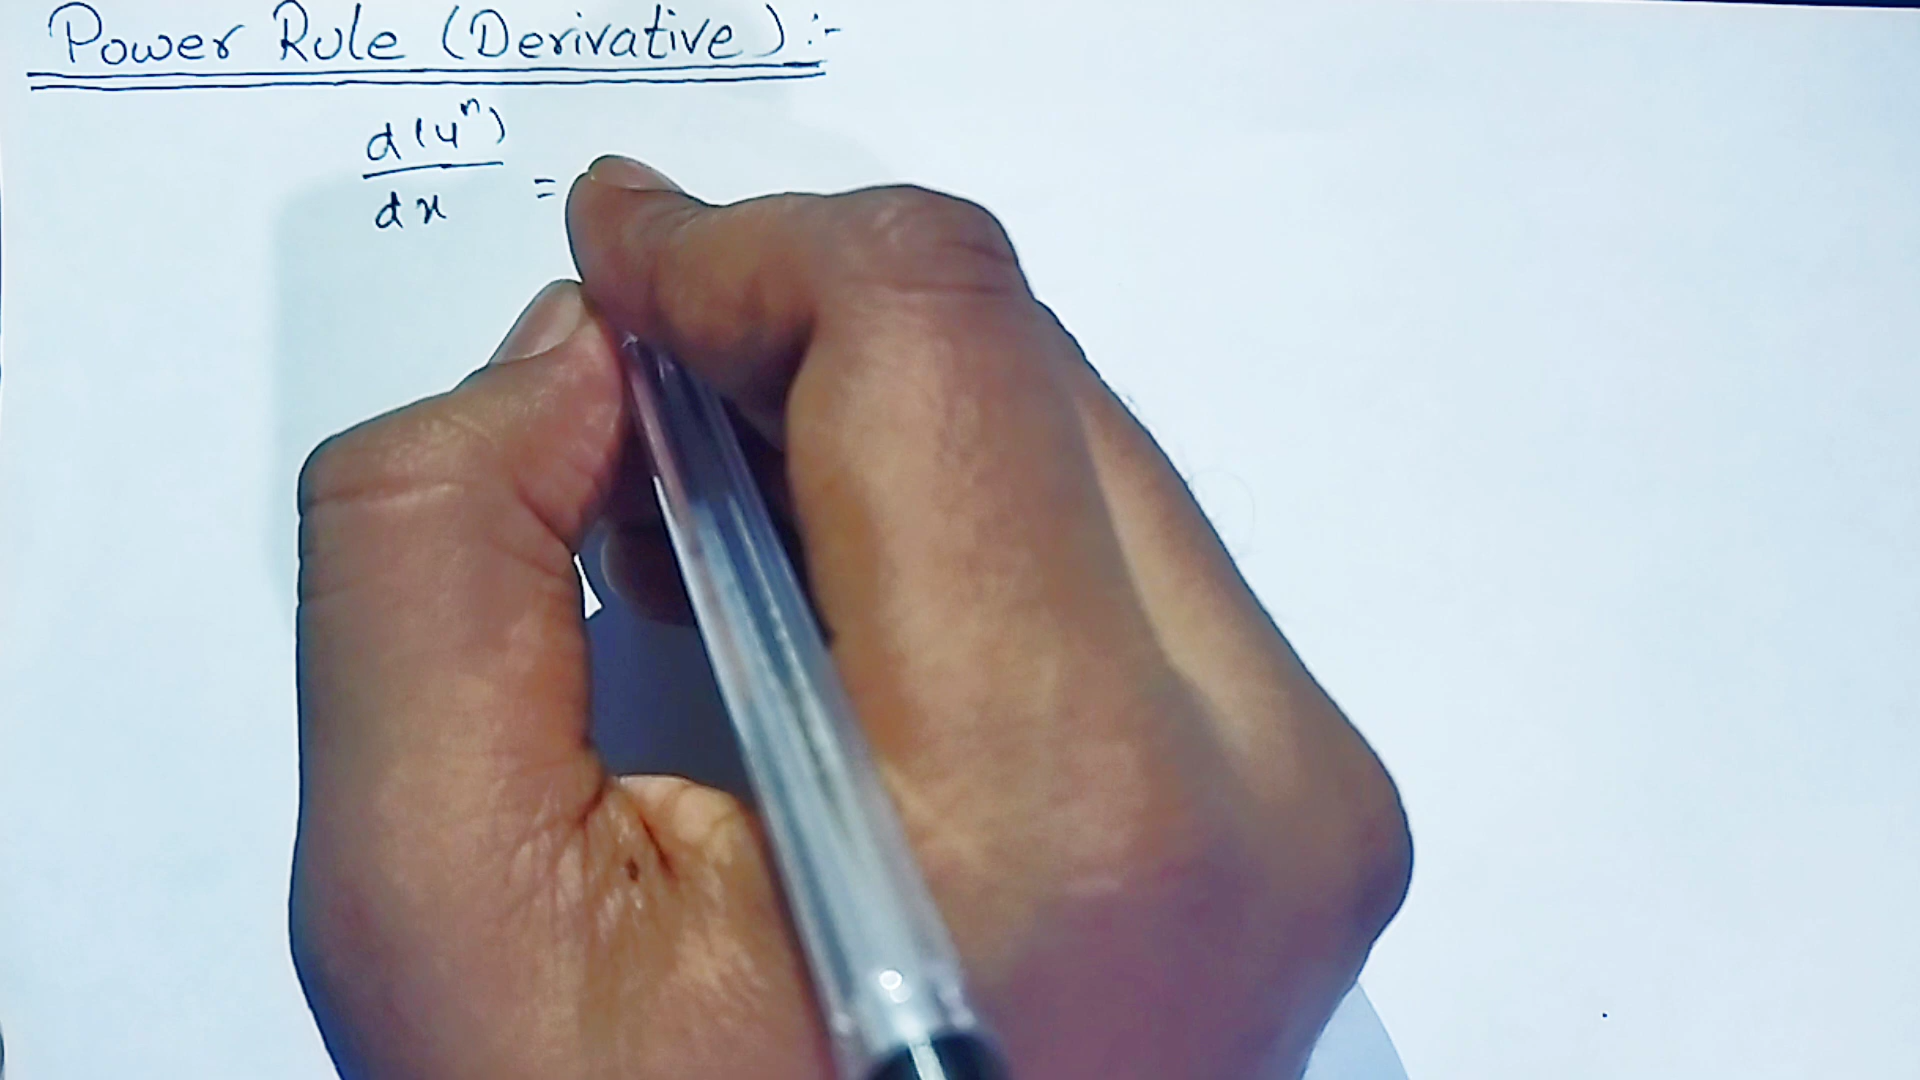 Power Rule (Derivative) :-
d(u^n)/dx =